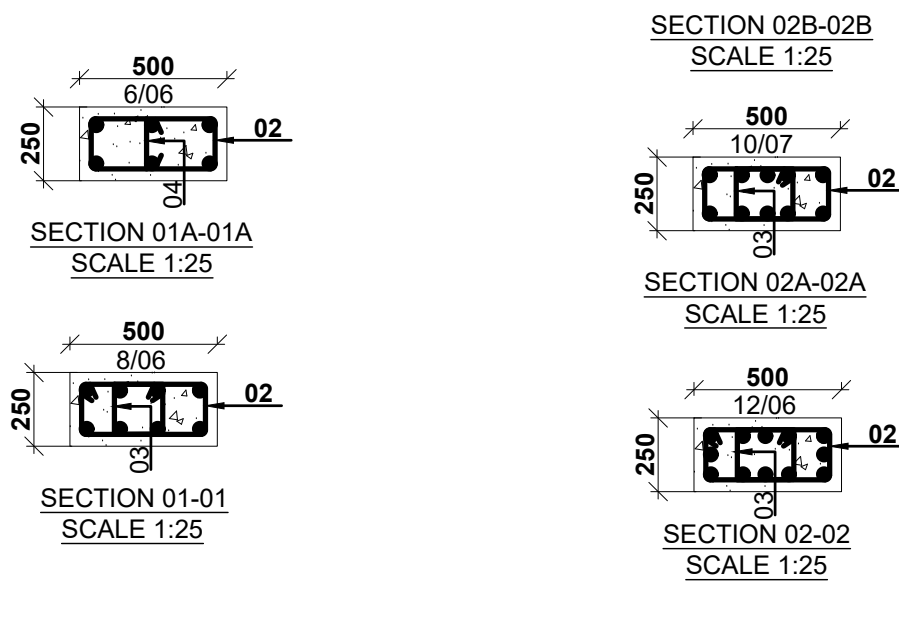 500
6/06
250
02
04
SECTION 01A-01A
SCALE 1:25
500
8/06
250
02
03
SECTION 01-01
SCALE 1:25
SECTION 02B-02B
SCALE 1:25
500
10/07
250
02
03
SECTION 02A-02A
SCALE 1:25
500
12/06
250
02
03
SECTION 02-02
SCALE 1:25